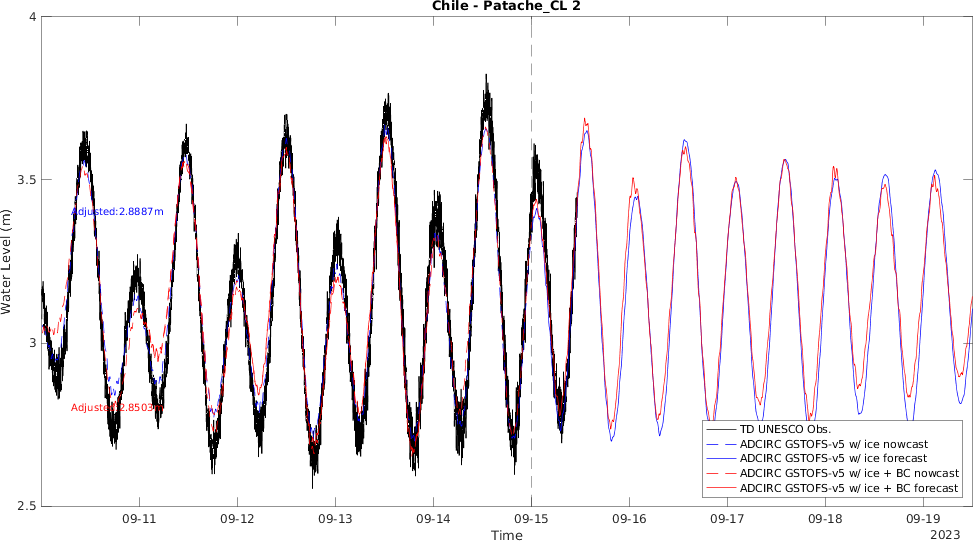 Chile - Patache_CL 2
4
3.5
3
2.5
Water Level (m)
Adjusted:2.8887m
Adjusted:2.8503m
TD UNESCO Obs.
ADCIRC GSTOFS-v5 w/ ice nowcast
ADCIRC GSTOFS-v5 w/ ice forecast
ADCIRC GSTOFS-v5 w/ ice + BC nowcast
ADCIRC GSTOFS-v5 w/ ice + BC forecast
09-11 09-12 09-13 09-14 09-15 09-16 09-17 09-18 09-19
Time
2023